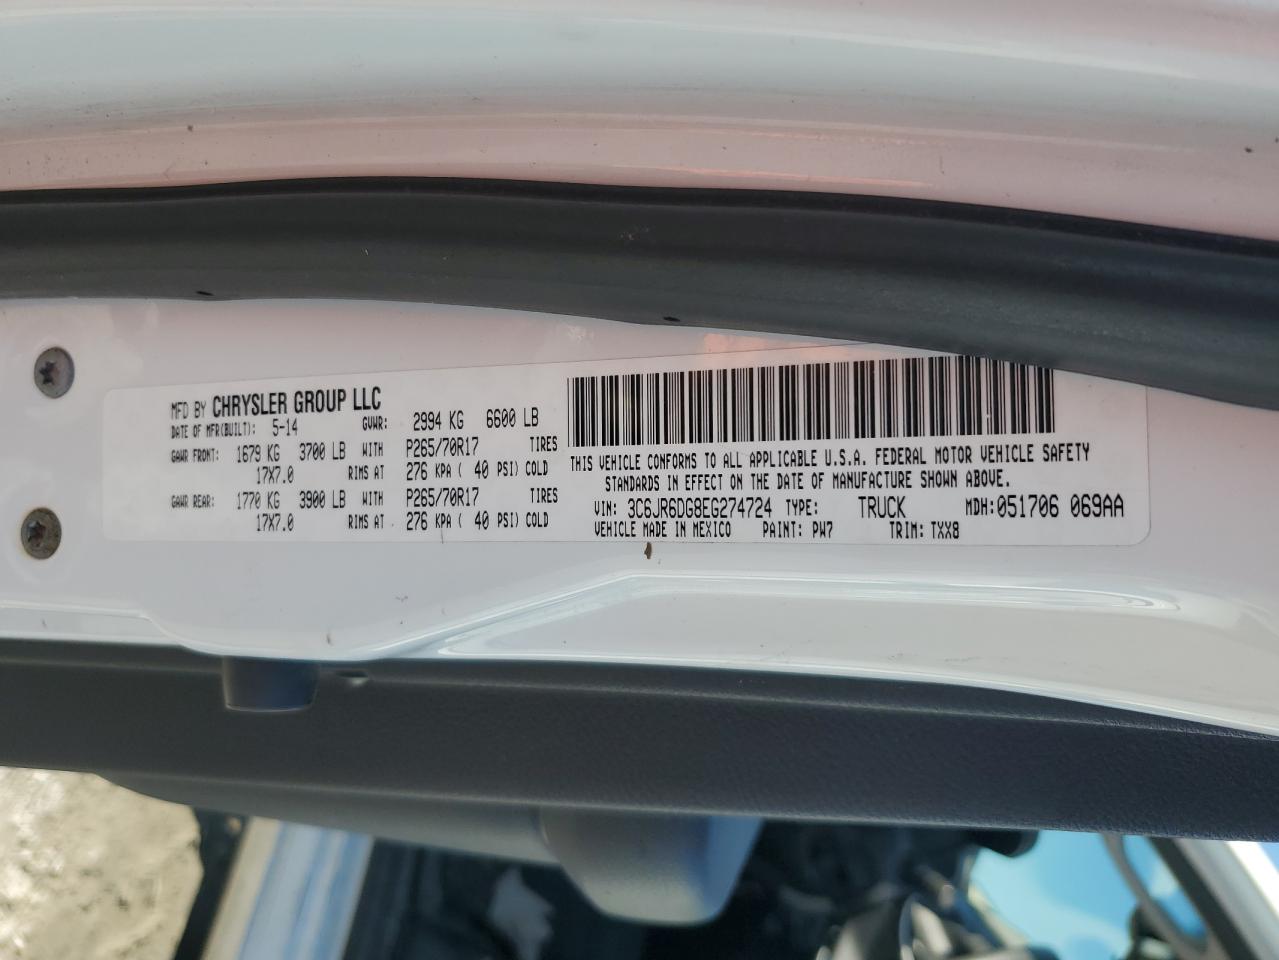 MFD BY CHRYSLER GROUP LLC
DATE OF MFR(BUILT): 5-14 GVWR: 2994 KG 6600 LB
GAWR FRONT: 1679 KG 3700 LB WITH P265/70R17 TIRES
17X7.0 RIMS AT 276 KPA ( 40 PSI) COLD
GAWR REAR: 1770 KG 3900 LB WITH P265/70R17 TIRES
17X7.0 RIMS AT 276 KPA ( 40 PSI) COLD
THIS VEHICLE CONFORMS TO ALL APPLICABLE U.S.A. FEDERAL MOTOR VEHICLE SAFETY
STANDARDS IN EFFECT ON THE DATE OF MANUFACTURE SHOWN ABOVE.
VIN: 3C6JR6DG8EG274724 TYPE: TRUCK MDH: 051706 069AA
VEHICLE MADE IN MEXICO PAINT: PW7 TRIM: TXX8